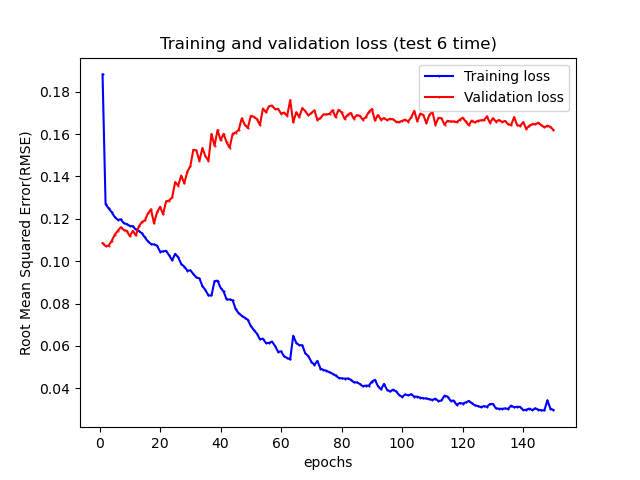 Training and validation loss (test 6 time)
Training loss
Validation loss
Root Mean Squared Error(RMSE)
0.18
0.16
0.14
0.12
0.10
0.08
0.06
0.04
0 20 40 60 80 100 120 140
epochs